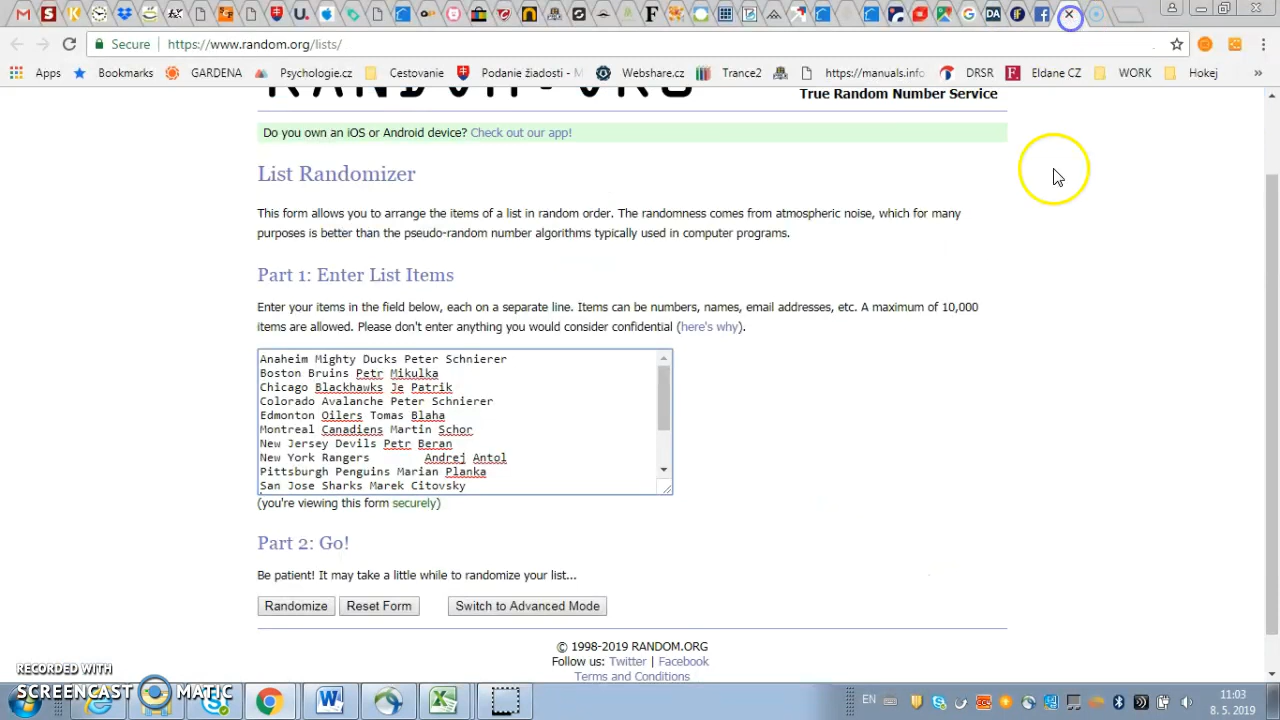 Secure https://www.random.org/lists/
Apps Bookmarks GARDENA Psychologie.cz Cestovanie Podanie žiadosti - M Webshare.cz Trance2 https://manuals.info DRSR Eldane CZ WORK Hokej »
RANDOM.ORG
True Random Number Service
Do you own an iOS or Android device? Check out our app!
List Randomizer
This form allows you to arrange the items of a list in random order. The randomness comes from atmospheric noise, which for many
purposes is better than the pseudo-random number algorithms typically used in computer programs.
Part 1: Enter List Items
Enter your items in the field below, each on a separate line. Items can be numbers, names, email addresses, etc. A maximum of 10,000
items are allowed. Please don't enter anything you would consider confidential (here's why).
Anaheim Mighty Ducks Peter Schnierer
Boston Bruins Petr Mikulka
Chicago Blackhawks Je Patrik
Colorado Avalanche Peter Schnierer
Edmonton Oilers Tomas Blaha
Montreal Canadiens Martin Schor
New Jersey Devils Petr Beran
New York Rangers Andrej Antol
Pittsburgh Penguins Marian Planka
San Jose Sharks Marek Citovsky
(you're viewing this form securely)
Part 2: Go!
Be patient! It may take a little while to randomize your list...
Randomize Reset Form Switch to Advanced Mode
© 1998-2019 RANDOM.ORG
Follow us: Twitter | Facebook
Terms and Conditions
RECORDED WITH
SCREENCAST MATIC
EN
11:03
8. 5. 2019